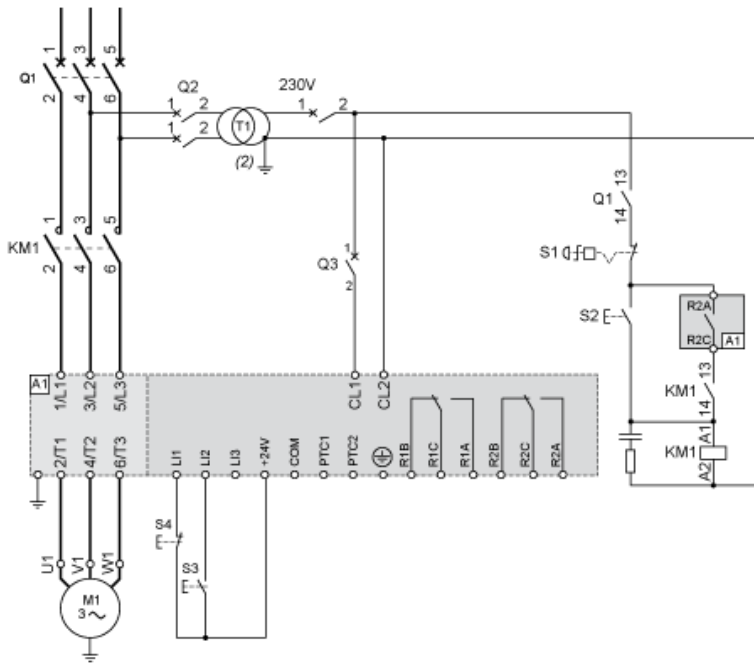 1 3 5
Q1
2 4 6
Q2
1 2
1 2
T1
(2)
230V
1 2
13
Q1
14
1 3 5
KM1
2 4 6
1
Q3
2
S1
S2
R2A
R2C A1
13
KM1
14
A1
KM1
A2
A1
1/L1 3/L2 5/L3
CL1 CL2
2/T1 4/T2 6/T3
LI1 LI2 LI3 +24V COM PTC1 PTC2 R1B R1C R1A R2B R2C R2A
S4
S3
U1 V1 W1
M1
3